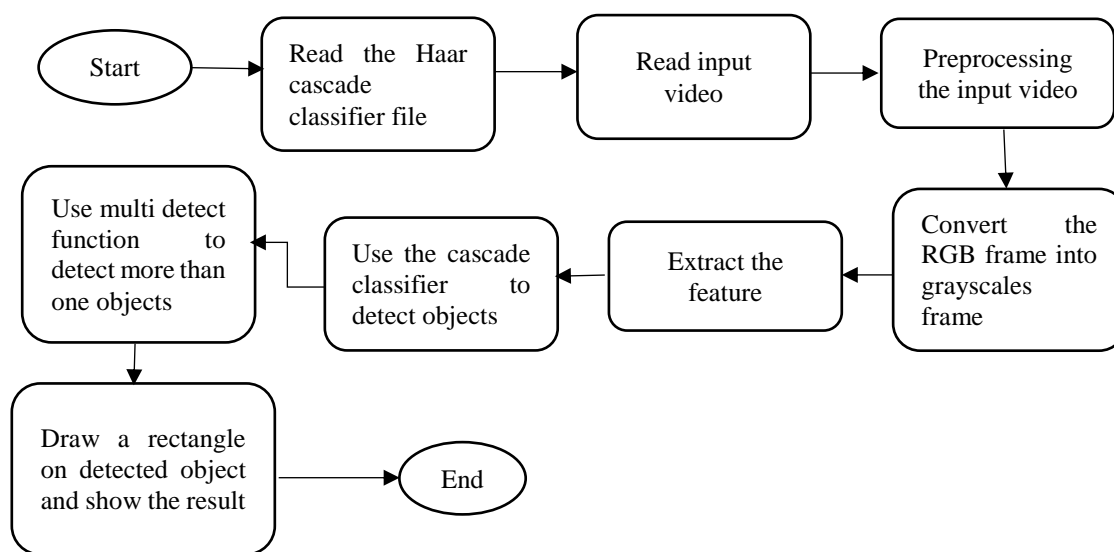 Start
Read the Haar
cascade
classifier file
Read input
video
Preprocessing
the input video
Convert the
RGB frame into
grayscales
frame
Extract the
feature
Use the cascade
classifier to
detect objects
Use multi detect
function to
detect more than
one objects
Draw a rectangle
on detected object
and show the result
End